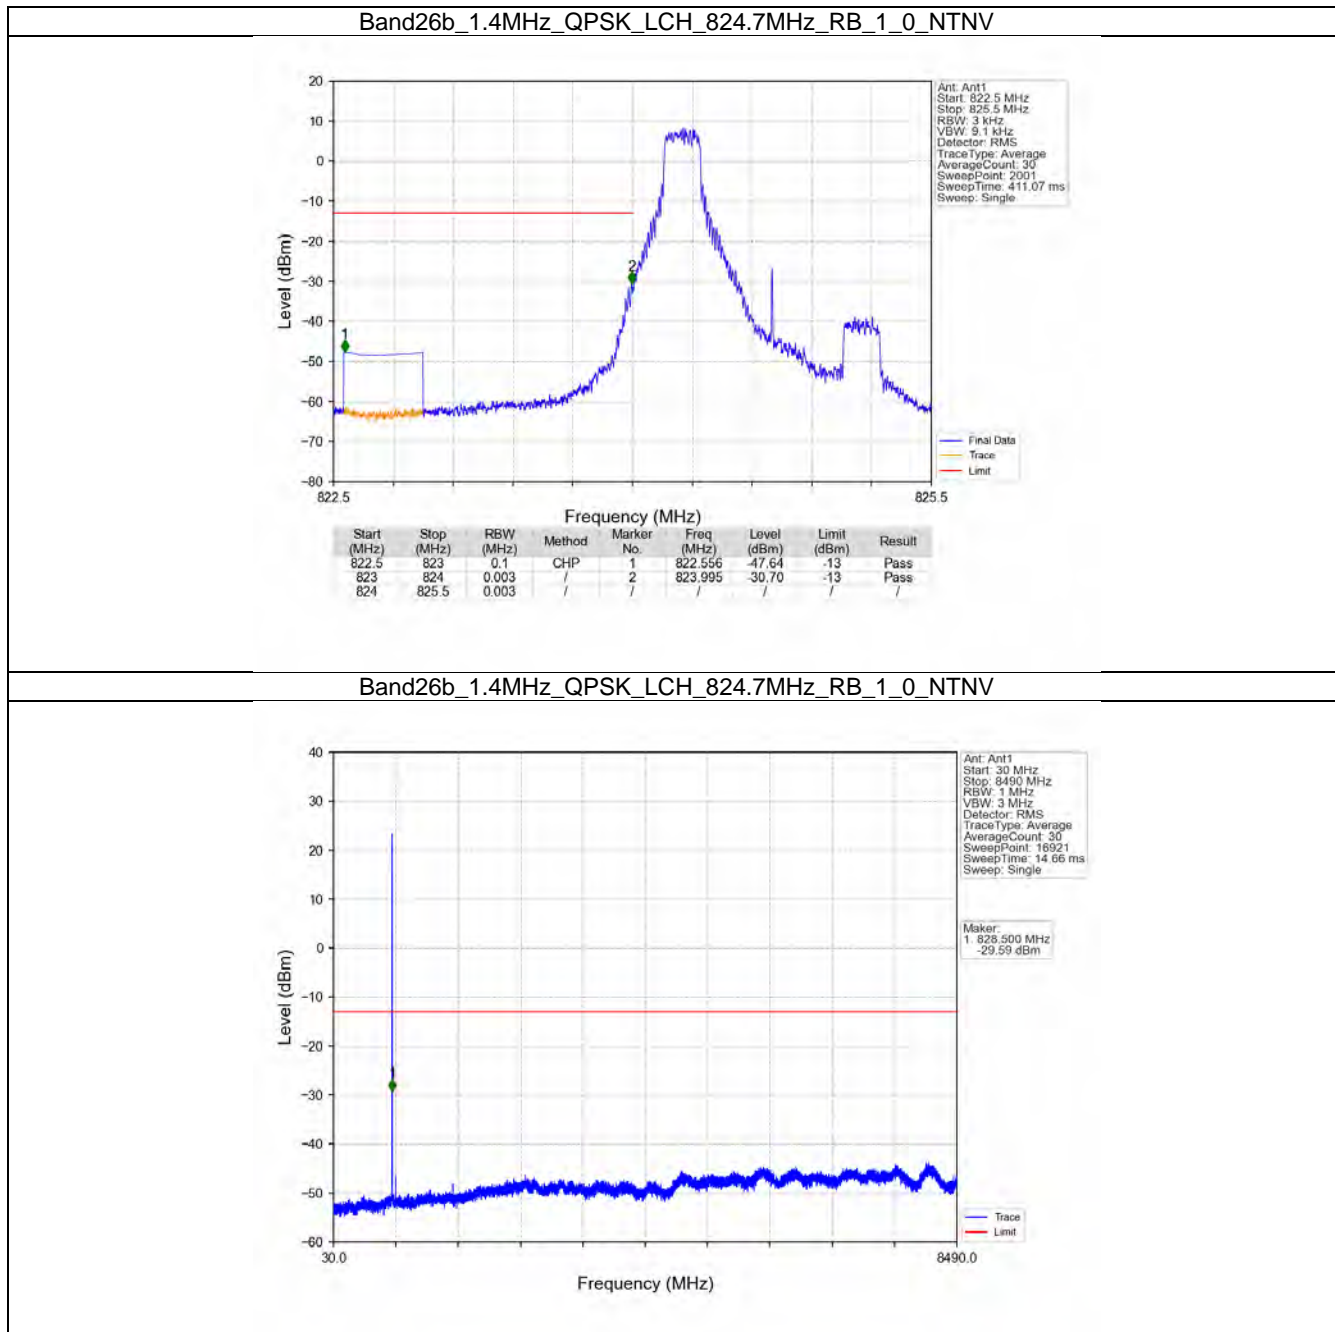 Band26b_1.4MHz_QPSK_LCH_824.7MHz_RB_1_0_NTNV
20
10
0
−10
−20
−30
−40
−50
−60
−70
−80
Level (dBm)
1
2
822.5
825.5
Frequency (MHz)
Ant: Ant1
Start: 822.5 MHz
Stop: 825.5 MHz
RBW: 3 kHz
VBW: 9.1 kHz
Detector: RMS
TraceType: Average
AverageCount: 30
SweepPoint: 2001
SweepTime: 411.07 ms
Sweep: Single
Final Data
Trace
Limit
Start (MHz) Stop (MHz) RBW (MHz) Method Marker No. Freq (MHz) Level (dBm) Limit (dBm) Result
822.5 823 0.1 CHP 1 822.556 -47.64 -13 Pass
823 824 0.003 / 2 823.995 -30.70 -13 Pass
824 825.5 0.003 / / / / / /
Band26b_1.4MHz_QPSK_LCH_824.7MHz_RB_1_0_NTNV
40
30
20
10
0
−10
−20
−30
−40
−50
−60
Level (dBm)
1
30.0
8490.0
Frequency (MHz)
Ant: Ant1
Start: 30 MHz
Stop: 8490 MHz
RBW: 1 MHz
VBW: 3 MHz
Detector: RMS
TraceType: Average
AverageCount: 30
SweepPoint: 16921
SweepTime: 14.66 ms
Sweep: Single
Maker:
1. 828.500 MHz
-29.59 dBm
Trace
Limit